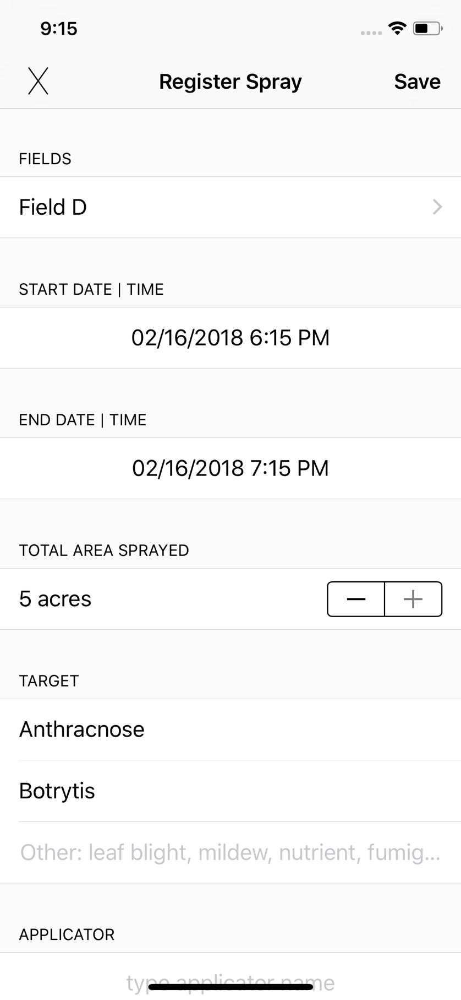 9:15
Register Spray
Save
FIELDS
Field D
START DATE | TIME
02/16/2018 6:15 PM
END DATE | TIME
02/16/2018 7:15 PM
TOTAL AREA SPRAYED
5 acres
TARGET
Anthracnose
Botrytis
Other: leaf blight, mildew, nutrient, fumig...
APPLICATOR
type applicator name